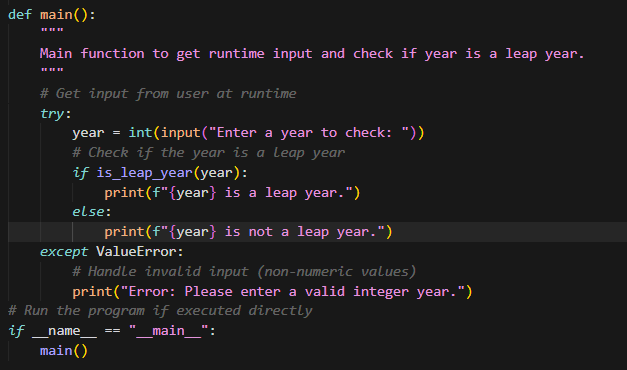 def main():
    """
    Main function to get runtime input and check if year is a leap year.
    """
    # Get input from user at runtime
    try:
        year = int(input("Enter a year to check: "))
        # Check if the year is a leap year
        if is_leap_year(year):
            print(f"{year} is a leap year.")
        else:
            print(f"{year} is not a leap year.")
    except ValueError:
        # Handle invalid input (non-numeric values)
        print("Error: Please enter a valid integer year.")
# Run the program if executed directly
if __name__ == "__main__":
    main()